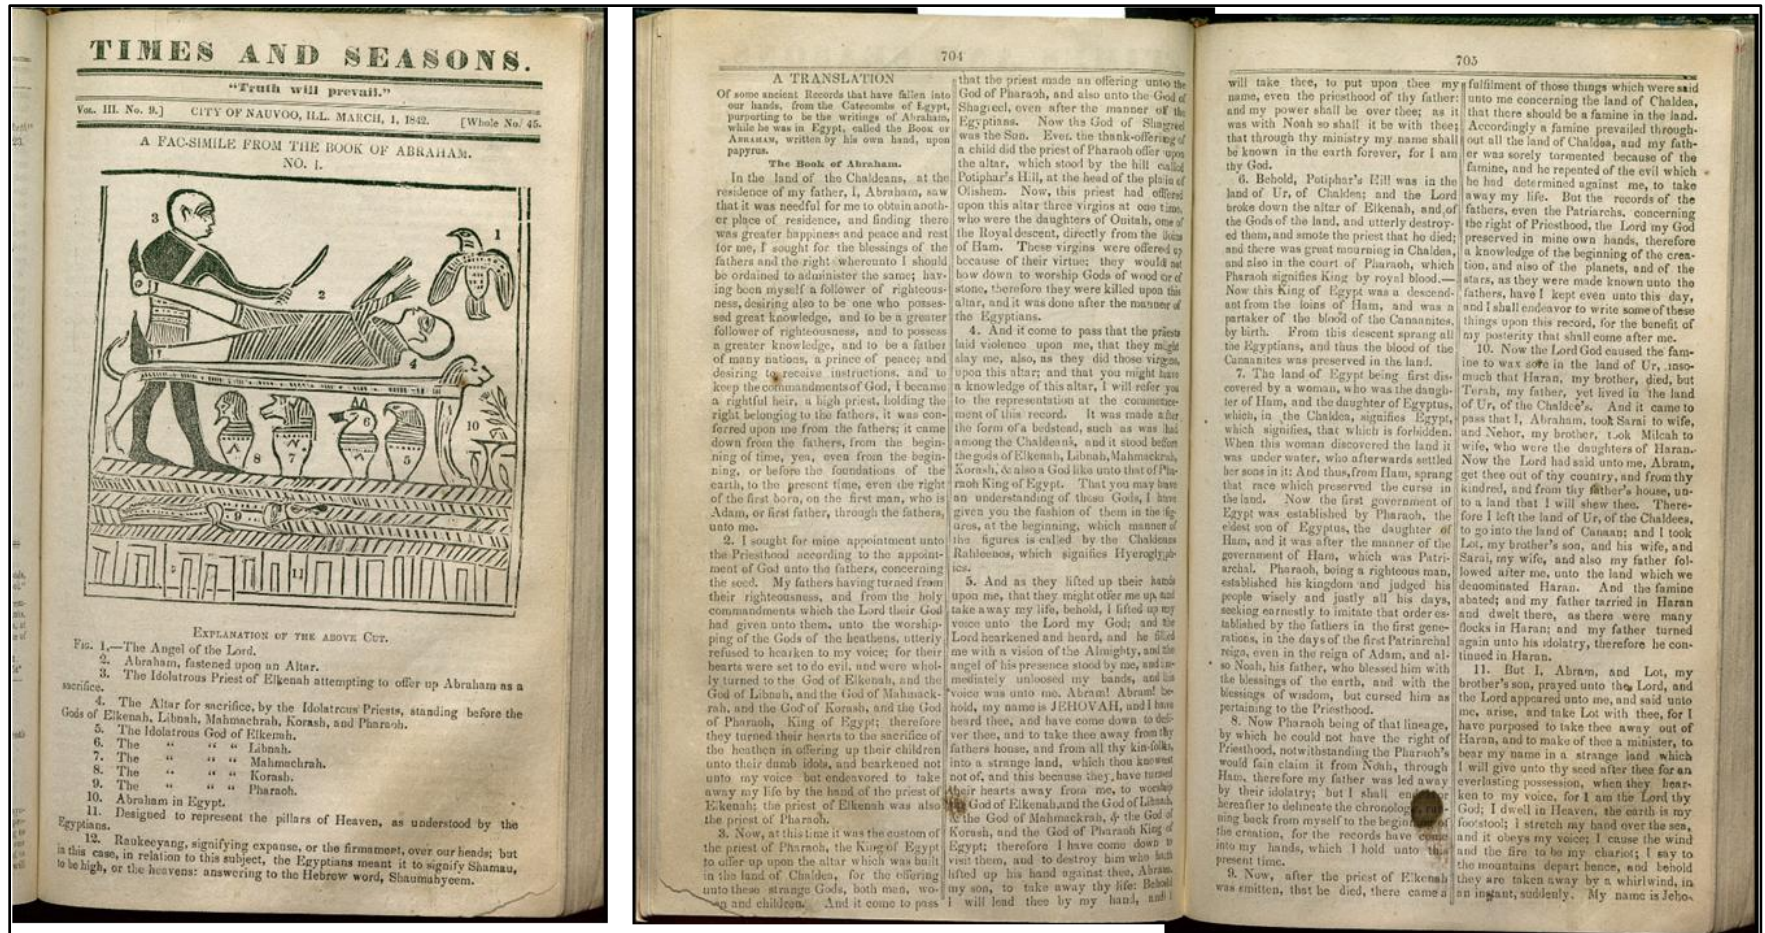 TIMES AND SEASONS.
"Truth will prevail."
VOL. III. No. 9.] CITY OF NAUVOO, ILL. MARCH, 1, 1842. [Whole No. 45.
A FAC-SIMILE FROM THE BOOK OF ABRAHAM.
NO. 1.
3
1
2
4
10
8
7
6
5
9
11
EXPLANATION OF THE ABOVE CUT.
FIG. 1,—The Angel of the Lord.
2. Abraham, fastened upon an Altar.
3. The Idolatrous Priest of Elkenah attempting to offer up Abraham as a
sacrifice.
4. The Altar for sacrifice, by the Idolatrous Priests, standing before the
Gods of Elkenah, Libnah, Mahmachrah, Korash, and Pharaoh.
5. The Idolatrous God of Elkenah.
6. The " " " Libnah.
7. The " " " Mahmachrah.
8. The " " " Korash.
9. The " " " Pharaoh.
10. Abraham in Egypt.
11. Designed to represent the pillars of Heaven, as understood by the
Egyptians.
12. Raukeeyang, signifying expanse, or the firmament, over our heads; but
in this case, in relation to this subject, the Egyptians meant it to signify Shamau,
to be high, or the heavens: answering to the Hebrew word, Shaumahyeem.
704
A TRANSLATION
Of some ancient Records that have fallen into
our hands, from the Catecombs of Egypt,
purporting to be the writings of Abraham,
while he was in Egypt, called the BOOK OF
ABRAHAM, written by his own hand, upon
papyrus.
The Book of Abraham.
In the land of the Chaldeans, at the
residence of my father, I, Abraham, saw
that it was needful for me to obtain anoth-
er place of residence, and finding there
was greater happiness and peace and rest
for me, I sought for the blessings of the
fathers and the right whereunto I should
be ordained to administer the same; hav-
ing been myself a follower of righteous-
ness, desiring also to be one who posses-
sed great knowledge, and to be a greater
follower of righteousness, and to possess
a greater knowledge, and to be a father
of many nations, a prince of peace; and
desiring to receive instructions, and to
keep the commandments of God, I became
a rightful heir, a high priest, holding the
right belonging to the fathers, it was con-
ferred upon me from the fathers; it came
down from the fathers, from the begin-
ning of time, yea, even from the begin-
ning, or before the foundations of the
earth, to the present time, even the right
of the first born, on the first man, who is
Adam, or first father, through the fathers,
unto me.
2. I sought for mine appointment unto
the Priesthood according to the appoint-
ment of God unto the fathers, concerning
the seed. My fathers having turned from
their righteousness, and from the holy
commandments which the Lord their God
had given unto them, unto the worship-
ping of the Gods of the heathens, utterly
refused to hearken to my voice; for their
hearts were set to do evil, and were whol-
ly turned to the God of Elkenah, and the
God of Libnah, and the God of Mahmack-
rah, and the God of Korash, and the God
of Pharaoh, King of Egypt; therefore
they turned their hearts to the sacrifice of
the heathen in offering up their children
unto their dumb idols, and hearkened not
unto my voice but endeavored to take
away my life by the hand of the priest of
Elkenah; the priest of Elkenah was also
the priest of Pharaoh.
3. Now, at this time it was the custom of
the priest of Pharaoh, the King of Egypt
to offer up upon the altar which was built
in the land of Chaldea, for the offering
unto these strange Gods, both men, wo-
and children. And it come to pass
that the priest made an offering unto the
God of Pharaoh, and also unto the God of
Shagreel, even after the manner of the
Egyptians. Now the God of Shagreel
was the Sun. Even the thank-offering of
a child did the priest of Pharaoh offer upon
the altar, which stood by the hill called
Potiphar's Hill, at the head of the plain of
Olishem. Now, this priest had offered
upon this altar three virgins at one time,
who were the daughters of Onitah, one of
the Royal descent, directly from the loins
of Ham. These virgins were offered up
because of their virtue; they would not
bow down to worship Gods of wood or of
stone, therefore they were killed upon this
altar, and it was done after the manner of
the Egyptians.
4. And it come to pass that the priests
laid violence upon me, that they might
slay me, also, as they did those virgins,
upon this altar; and that you might have
a knowledge of this altar, I will refer you
to the representation at the commence-
ment of this record. It was made after
the form of a bedstead, such as was had
among the Chaldeans, and it stood before
the gods of Elkenah, Libnah, Mahmackrah,
Korash, & also a God like unto that of Pha-
raoh King of Egypt. That you may have
an understanding of these Gods, I have
given you the fashion of them in the fig-
ures, at the beginning, which manner of
the figures is called by the Chaldeans
Rahleenos, which signifies Hyeroglyph-
ics.
5. And as they lifted up their hands
upon me, that they might offer me up, and
take away my life, behold, I lifted up my
voice unto the Lord my God; and the
Lord hearkened and heard, and he filled
me with a vision of the Almighty, and the
angel of his presence stood by me, and im-
mediately unloosed my bands, and his
voice was unto me, Abram! Abram! be-
hold, my name is JEHOVAH, and I have
heard thee, and have come down to deli-
ver thee, and to take thee away from thy
fathers house, and from all thy kin-folks,
into a strange land, which thou knowest
not of, and this because they have turned
their hearts away from me, to worship
God of Elkenah, and the God of Libnah,
& the God of Mahmackrah, & the God of
Korash, and the God of Pharaoh King of
Egypt; therefore I have come down to
visit them, and to destroy him who hath
lifted up his hand against thee, Abram,
my son, to take away thy life: Behold
I will lead thee by my hand, and I
705
will take thee, to put upon thee my
name, even the priesthood of thy father:
and my power shall be over thee; as it
was with Noah so shall it be with thee;
that through thy ministry my name shall
be known in the earth forever, for I am
thy God.
6. Behold, Potiphar's Hill was in the
land of Ur, of Chaldea; and the Lord
broke down the altar of Elkenah, and of
the Gods of the land, and utterly destroy-
ed them, and smote the priest that he died;
and there was great mourning in Chaldea,
and also in the court of Pharaoh, which
Pharaoh signifies King by royal blood.—
Now this King of Egypt was a descend-
ant from the loins of Ham, and was a
partaker of the blood of the Canaanites,
by birth. From this descent sprang all
the Egyptians, and thus the blood of the
Canaanites was preserved in the land.
7. The land of Egypt being first dis-
covered by a woman, who was the daugh-
ter of Ham, and the daughter of Egyptus,
which, in the Chaldea, signifies Egypt,
which signifies, that which is forbidden.
When this woman discovered the land it
was under water, who afterwards settled
her sons in it: And thus, from Ham, sprang
that race which preserved the curse in
the land. Now the first government of
Egypt was established by Pharaoh, the
eldest son of Egyptus, the daughter of
Ham, and it was after the manner of the
government of Ham, which was Patri-
archal. Pharaoh, being a righteous man,
established his kingdom and judged his
people wisely and justly all his days,
seeking earnestly to imitate that order es-
tablished by the fathers in the first gene-
rations, in the days of the first Patriarchal
reign, even in the reign of Adam, and al-
so Noah, his father, who blessed him with
the blessings of the earth, and with the
blessings of wisdom, but cursed him as
pertaining to the Priesthood.
8. Now Pharaoh being of that lineage,
by which he could not have the right of
Priesthood, notwithstanding the Pharaoh's
would fain claim it from Noah, through
Ham, therefore my father was led away
by their idolatry; but I shall
hereafter to delineate the chronology,
ning back from myself to the of
the creation, for the records have come
into my hands, which I hold unto this
present time.
9. Now, after the priest of Elkenah
was smitten, that he died, there came a
fulfilment of those things which were said
unto me concerning the land of Chaldea,
that there should be a famine in the land.
Accordingly a famine prevailed through-
out all the land of Chaldea, and my fath-
er was sorely tormented because of the
famine, and he repented of the evil which
he had determined against me, to take
away my life. But the records of the
fathers, even the Patriarchs, concerning
the right of Priesthood, the Lord my God
preserved in mine own hands, therefore
a knowledge of the beginning of the crea-
tion, and also of the planets, and of the
stars, as they were made known unto the
fathers, have I kept even unto this day,
and I shall endeavor to write some of these
things upon this record, for the benefit of
my posterity that shall come after me.
10. Now the Lord God caused the fam-
ine to wax sore in the land of Ur, inso-
much that Haran, my brother, died, but
Terah, my father, yet lived in the land
of Ur, of the Chaldee's. And it came to
pass that I, Abraham, took Sarai to wife,
and Nehor, my brother, took Milcah to
wife, who were the daughters of Haran.
Now the Lord had said unto me, Abram,
get thee out of thy country, and from thy
kindred, and from thy father's house, un-
to a land that I will shew thee. There-
fore I left the land of Ur, of the Chaldees,
to go into the land of Canaan; and I took
Lot, my brother's son, and his wife, and
Sarai, my wife, and also my father fol-
lowed after me, unto the land which we
denominated Haran. And the famine
abated; and my father tarried in Haran
and dwelt there, as there were many
flocks in Haran; and my father turned
again unto his idolatry, therefore he con-
tinued in Haran.
11. But I, Abram, and Lot, my
brother's son, prayed unto the Lord, and
the Lord appeared unto me, and said unto
me, arise, and take Lot with thee, for I
have purposed to take thee away out of
Haran, and to make of thee a minister, to
bear my name in a strange land which
I will give unto thy seed after thee for an
everlasting possession, when they hear-
ken to my voice, for I am the Lord thy
God; I dwell in Heaven, the earth is my
footstool; I stretch my hand over the sea,
and it obeys my voice; I cause the wind
and the fire to be my chariot; I say to
the mountains depart hence, and behold
they are taken away by a whirlwind, in
an instant, suddenly. My name is Jeho-